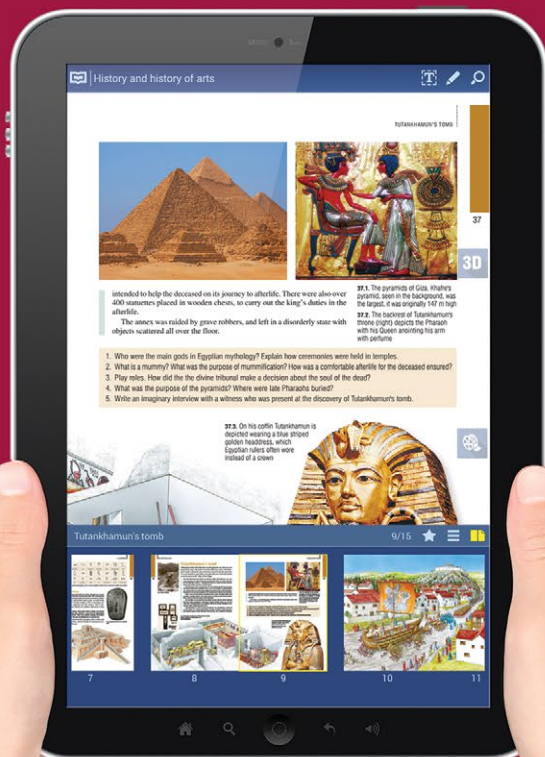 History and history of arts
TUTANKHAMUN'S TOMB
37
3D
intended to help the deceased on its journey to afterlife. There were also over
400 statuettes placed in wooden chests, to carry out the king's duties in the
afterlife.
The annex was raided by grave robbers, and left in a disorderly state with
objects scattered all over the floor.
37.1. The pyramids of Giza. Khafre's
pyramid, seen in the background, was
the largest, it was originally 147 m high
37.2. The backrest of Tutankhamun's
throne (right) depicts the Pharaoh
with his Queen anointing his arm
with perfume
1. Who were the main gods in Egyptian mythology? Explain how ceremonies were held in temples.
2. What is a mummy? What was the purpose of mummification? How was a comfortable afterlife for the deceased ensured?
3. Play roles. How did the the divine tribunal make a decision about the soul of the dead?
4. What was the purpose of the pyramids? Where were late Pharaohs buried?
5. Write an imaginary interview with a witness who was present at the discovery of Tutankhamun's tomb.
37.3. On his coffin Tutankhamun is
depicted wearing a blue striped
golden headdress, which
Egyptian rulers often wore
instead of a crown
Tutankhamun's tomb
9/15
7
8
9
10
11